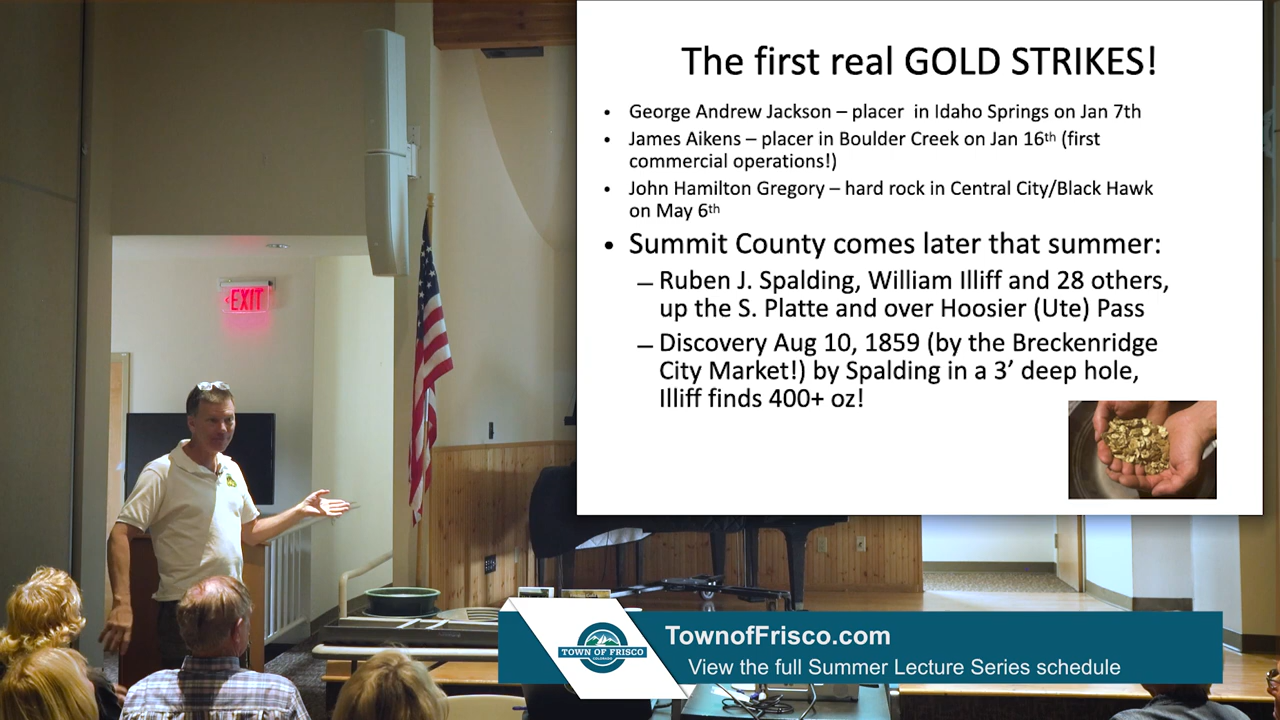 The first real GOLD STRIKES!
• George Andrew Jackson – placer in Idaho Springs on Jan 7th
• James Aikens – placer in Boulder Creek on Jan 16th (first
commercial operations!)
• John Hamilton Gregory – hard rock in Central City/Black Hawk
on May 6th
• Summit County comes later that summer:
– Ruben J. Spalding, William Illiff and 28 others,
up the S. Platte and over Hoosier (Ute) Pass
– Discovery Aug 10, 1859 (by the Breckenridge
City Market!) by Spalding in a 3' deep hole,
Illiff finds 400+ oz!
EXIT
TOWN OF FRISCO
COLORADO
TownofFrisco.com
View the full Summer Lecture Series schedule